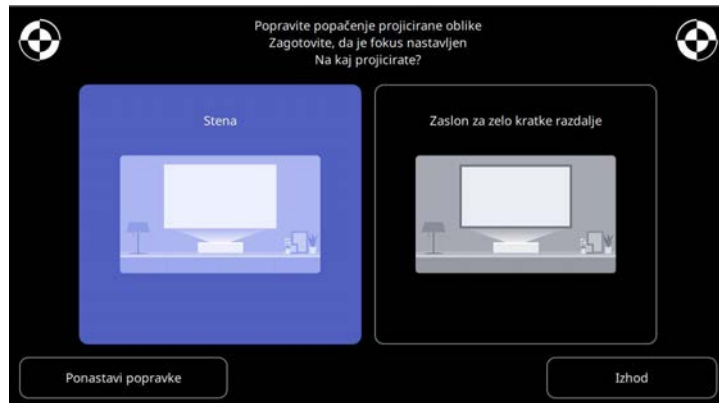 Popravite popačenje projicirane oblike
Zagotovite, da je fokus nastavljen
Na kaj projicirate?
Stena
Zaslon za zelo kratke razdalje
Ponastavi popravke
Izhod